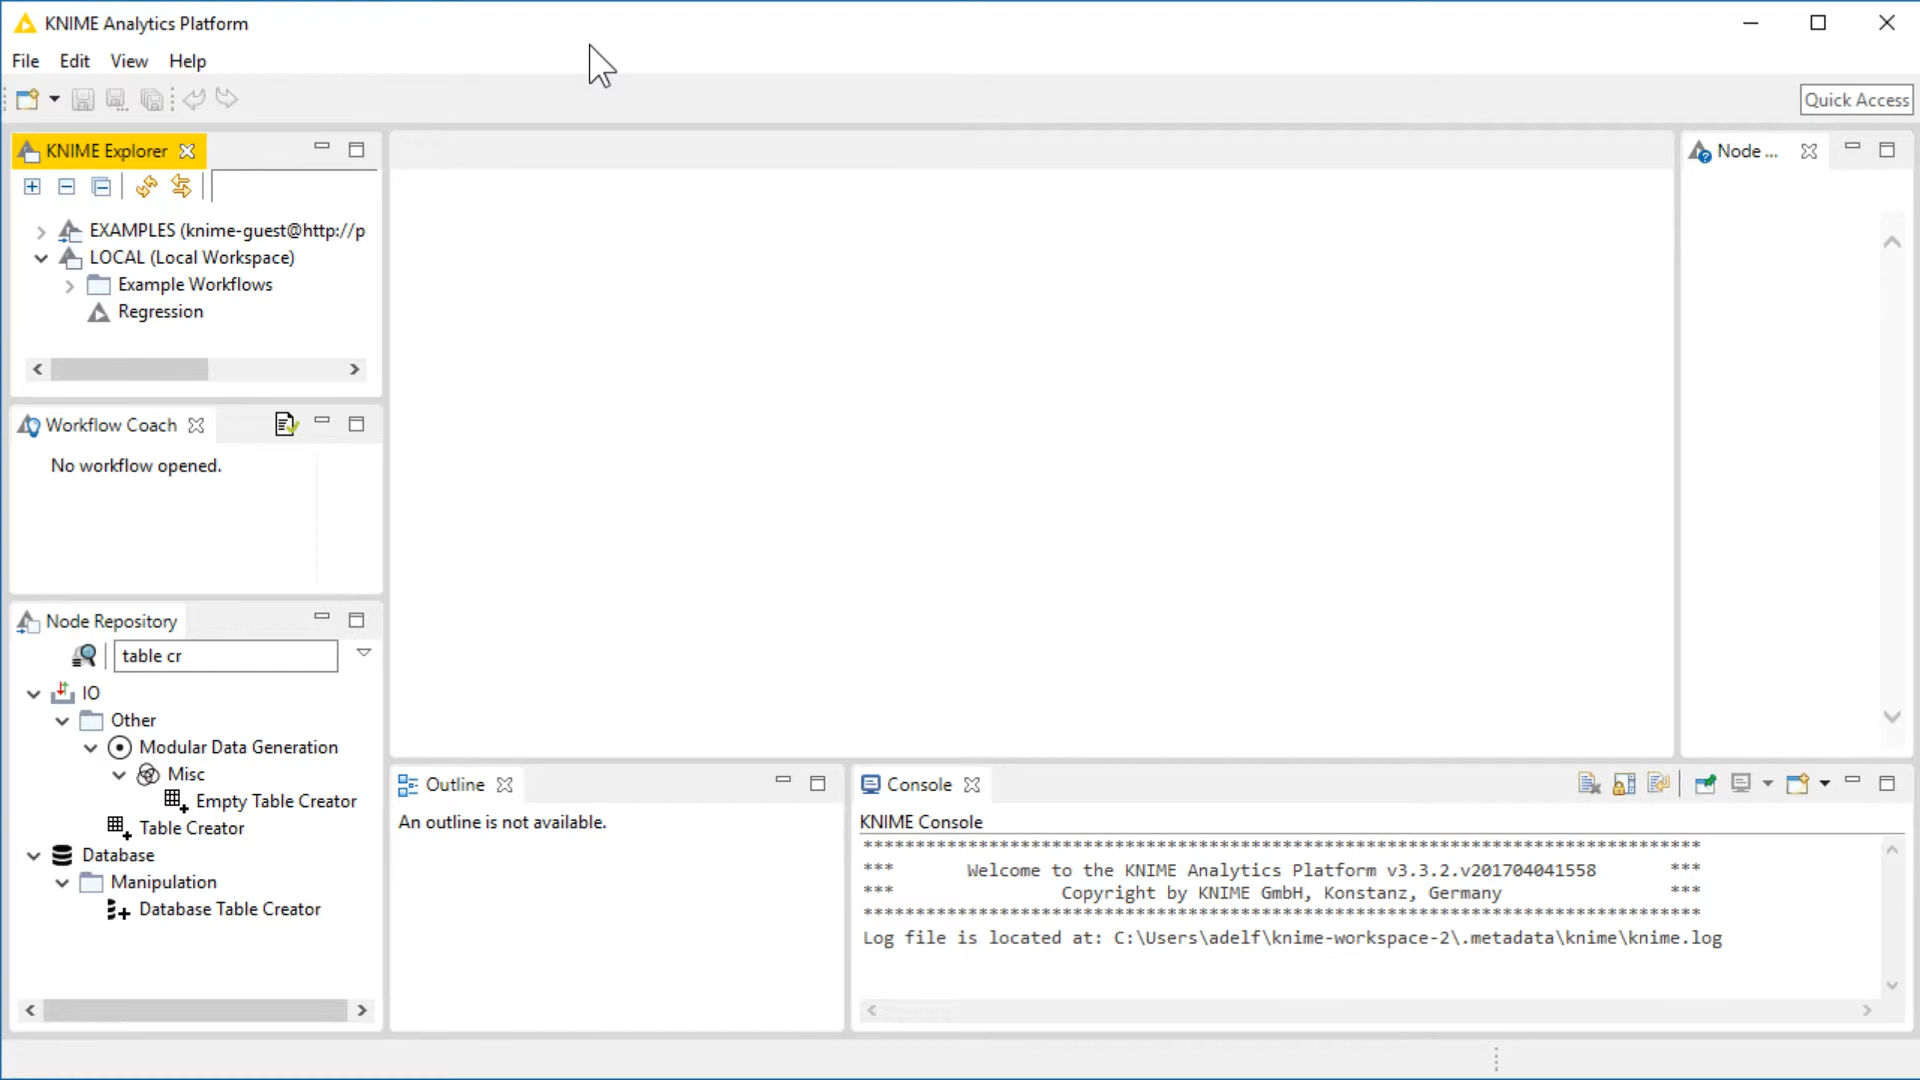 KNIME Analytics Platform
File Edit View Help
Quick Access
KNIME Explorer
EXAMPLES (knime-guest@http://p
LOCAL (Local Workspace)
Example Workflows
Regression
Workflow Coach
No workflow opened.
Node Repository
table cr
IO
Other
Modular Data Generation
Misc
Empty Table Creator
Table Creator
Database
Manipulation
Database Table Creator
Outline
An outline is not available.
Console
KNIME Console
********************************************************************************
*** Welcome to the KNIME Analytics Platform v3.3.2.v201704041558 ***
*** Copyright by KNIME GmbH, Konstanz, Germany ***
********************************************************************************
Log file is located at: C:\Users\adelf\knime-workspace-2\.metadata\knime\knime.log
Node ...